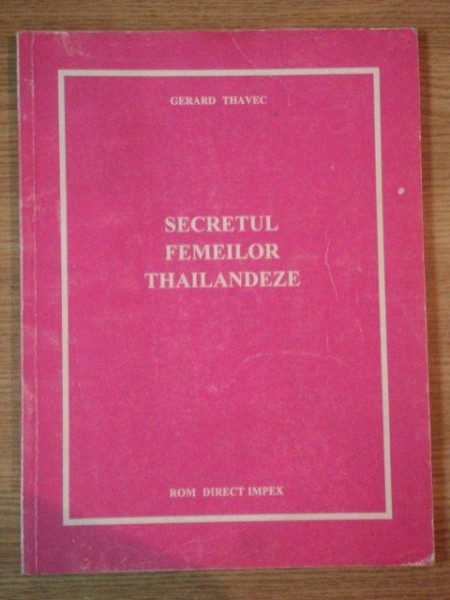 GERARD THAVEC
SECRETUL
FEMEILOR
THAILANDEZE
ROM DIRECT IMPEX